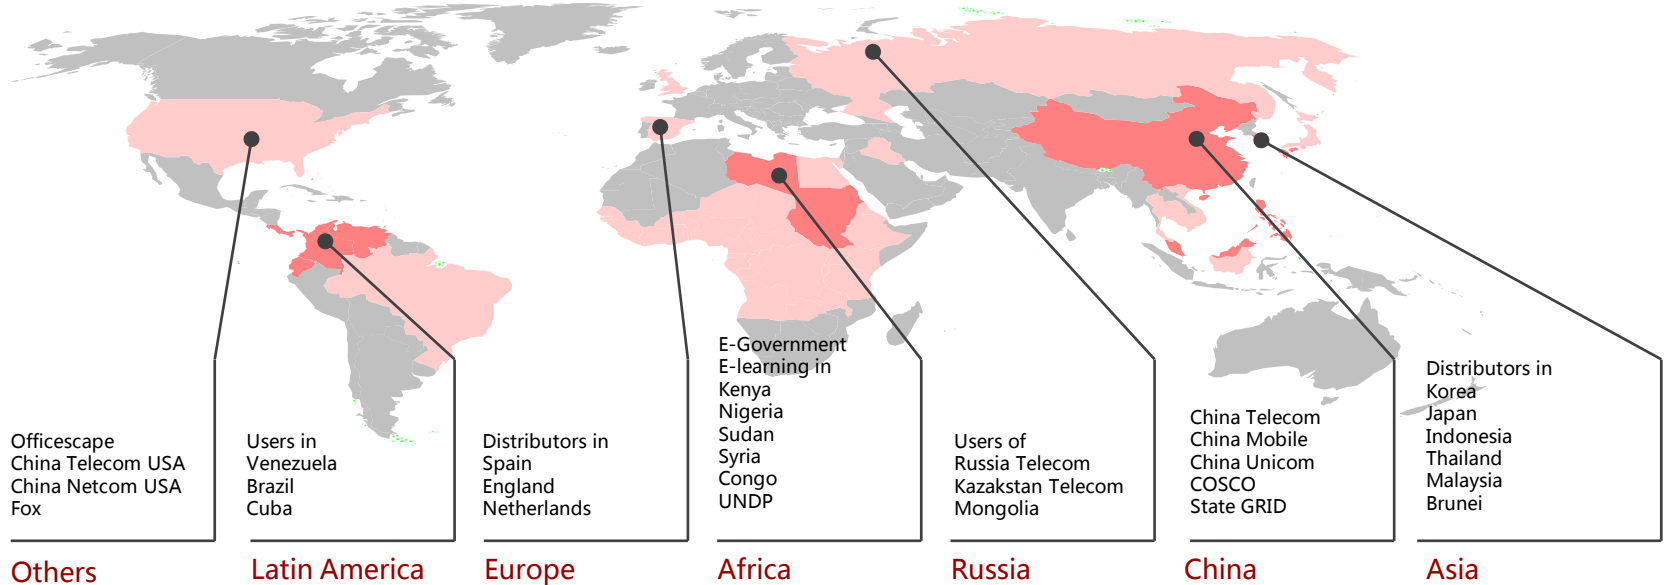 Officescape
China Telecom USA
China Netcom USA
Fox
Others
Users in
Venezuela
Brazil
Cuba
Latin America
Distributors in
Spain
England
Netherlands
Europe
E-Government
E-learning in
Kenya
Nigeria
Sudan
Syria
Congo
UNDP
Africa
Users of
Russia Telecom
Kazakstan Telecom
Mongolia
Russia
China Telecom
China Mobile
China Unicom
COSCO
State GRID
China
Distributors in
Korea
Japan
Indonesia
Thailand
Malaysia
Brunei
Asia